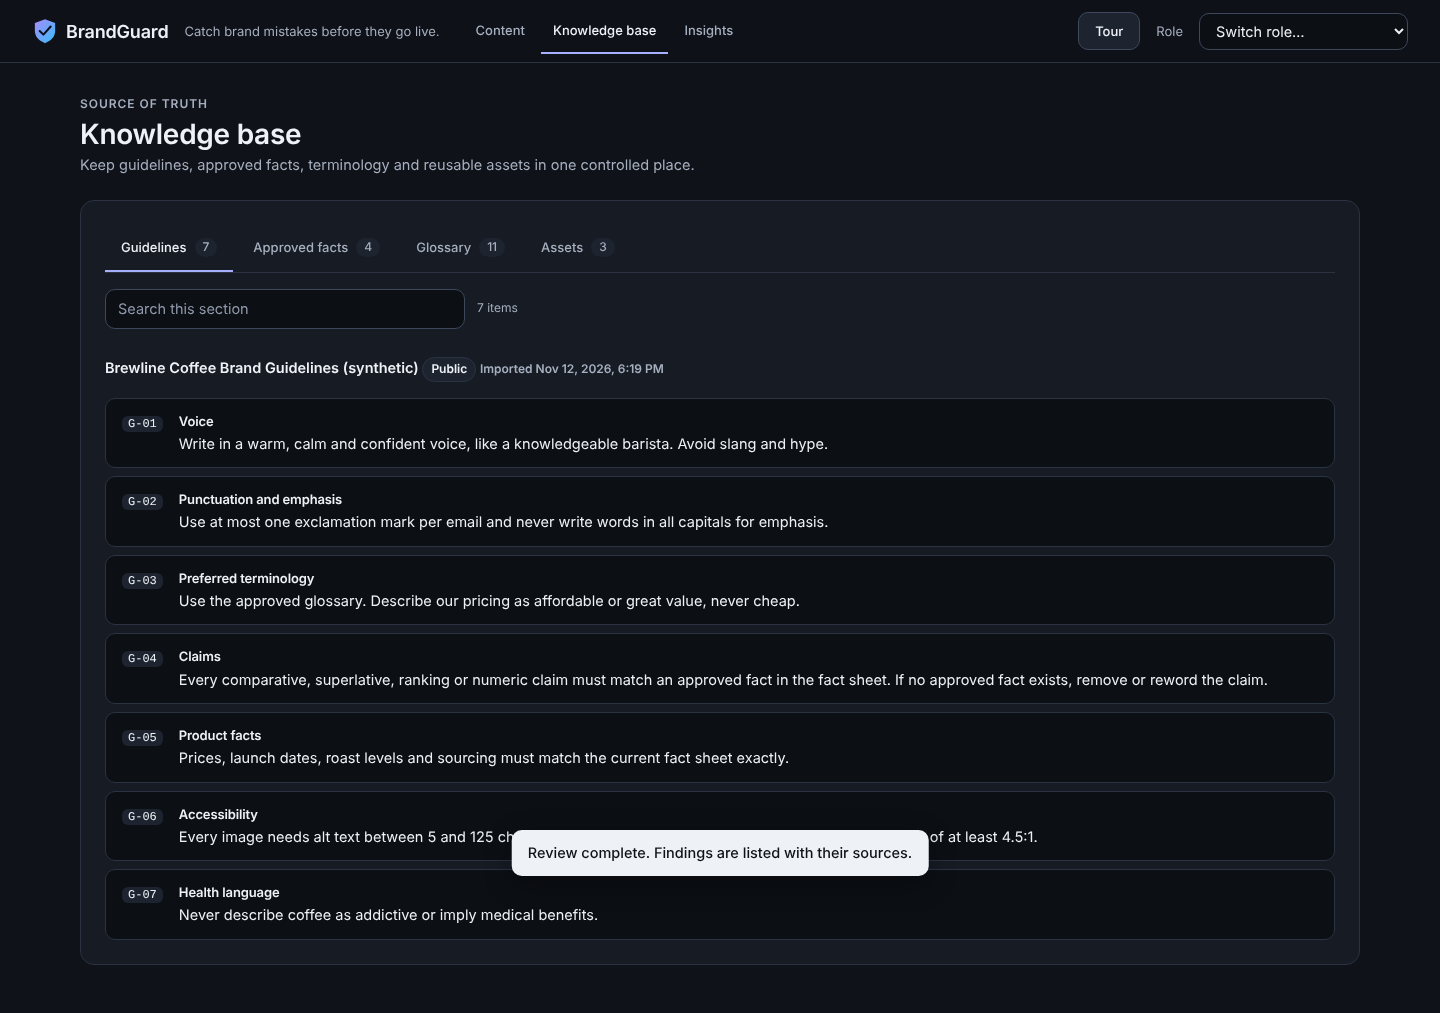 BrandGuard
Catch brand mistakes before they go live.
Content
Knowledge base
Insights
Tour
Role
Switch role...
SOURCE OF TRUTH
Knowledge base
Keep guidelines, approved facts, terminology and reusable assets in one controlled place.
Guidelines 7
Approved facts 4
Glossary 11
Assets 3
Search this section
7 items
Brewline Coffee Brand Guidelines (synthetic) Public Imported Nov 12, 2026, 6:19 PM
G-01 Voice
Write in a warm, calm and confident voice, like a knowledgeable barista. Avoid slang and hype.
G-02 Punctuation and emphasis
Use at most one exclamation mark per email and never write words in all capitals for emphasis.
G-03 Preferred terminology
Use the approved glossary. Describe our pricing as affordable or great value, never cheap.
G-04 Claims
Every comparative, superlative, ranking or numeric claim must match an approved fact in the fact sheet. If no approved fact exists, remove or reword the claim.
G-05 Product facts
Prices, launch dates, roast levels and sourcing must match the current fact sheet exactly.
G-06 Accessibility
Every image needs alt text between 5 and 125 of at least 4.5:1.
Review complete. Findings are listed with their sources.
G-07 Health language
Never describe coffee as addictive or imply medical benefits.